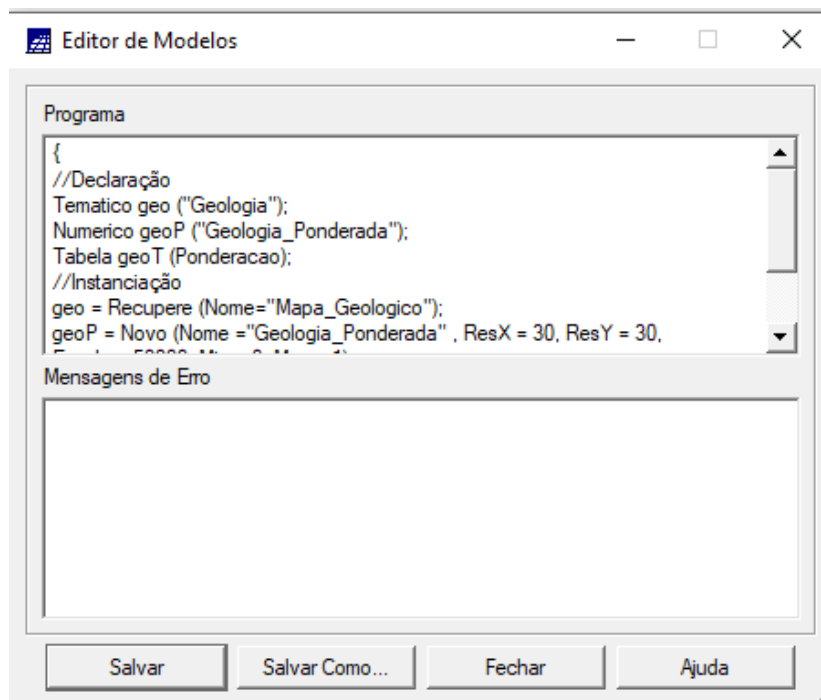 Editor de Modelos
Programa
{
//Declaração
Tematico geo ("Geologia");
Numerico geoP ("Geologia_Ponderada");
Tabela geoT (Ponderacao);
//Instanciação
geo = Recupere (Nome="Mapa_Geologico");
geoP = Novo (Nome ="Geologia_Ponderada" , ResX = 30, ResY = 30,
Mensagens de Erro
Salvar Salvar Como... Fechar Ajuda